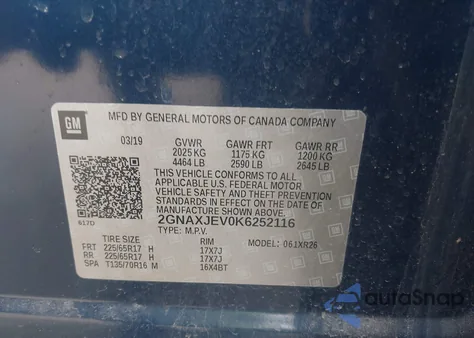 MFD BY GENERAL MOTORS OF CANADA COMPANY
GM
03/19 GVWR GAWR FRT GAWR RR
2025 KG 1175 KG 1200 KG
4464 LB 2590 LB 2645 LB
THIS VEHICLE CONFORMS TO ALL
APPLICABLE U.S. FEDERAL MOTOR
VEHICLE SAFETY AND THEFT PREVENTION
STANDARDS IN EFFECT ON THE DATE OF
MANUFACTURE SHOWN ABOVE.
617D
2GNAXJEV0K6252116
TYPE: M.P.V.
TIRE SIZE RIM 061XR26
FRT 225/65R17 H 17X7J
RR 225/65R17 H 17X7J
SPA T135/70R16 M 16X4BT
autoSnap